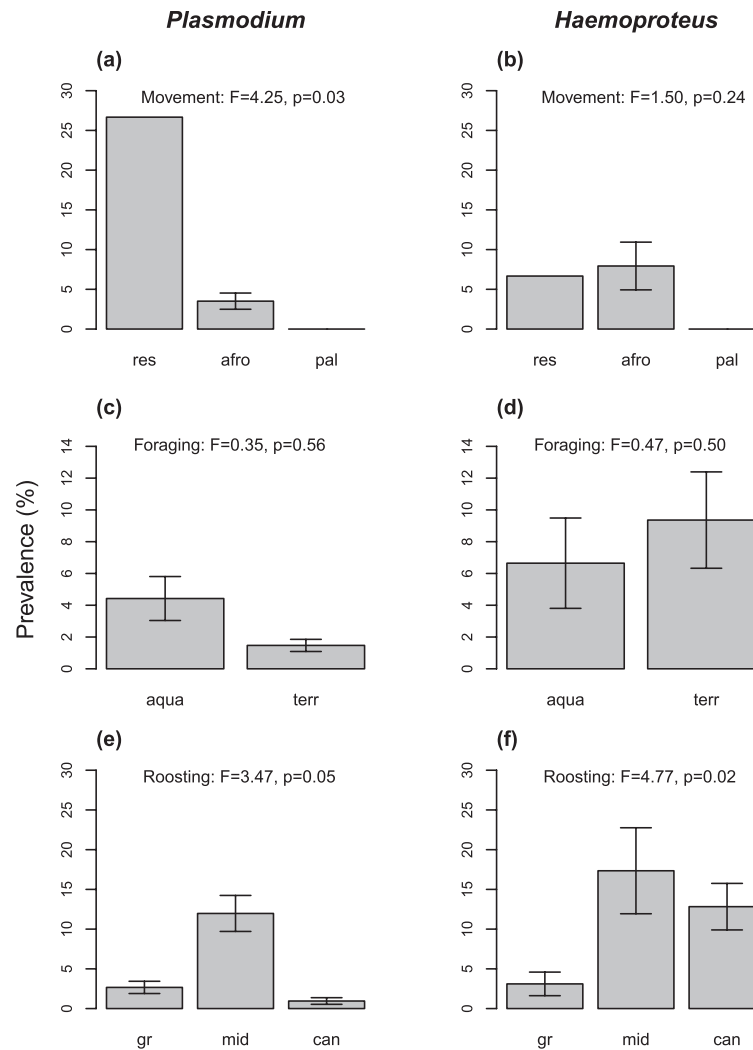 Plasmodium
Haemoproteus
(a)
Movement: F=4.25, p=0.03
30
25
20
15
10
5
0
res afro pal
(b)
Movement: F=1.50, p=0.24
30
25
20
15
10
5
0
res afro pal
Prevalence (%)
(c)
Foraging: F=0.35, p=0.56
14
12
10
8
6
4
2
0
aqua terr
(d)
Foraging: F=0.47, p=0.50
14
12
10
8
6
4
2
0
aqua terr
(e)
Roosting: F=3.47, p=0.05
30
25
20
15
10
5
0
gr mid can
(f)
Roosting: F=4.77, p=0.02
30
25
20
15
10
5
0
gr mid can